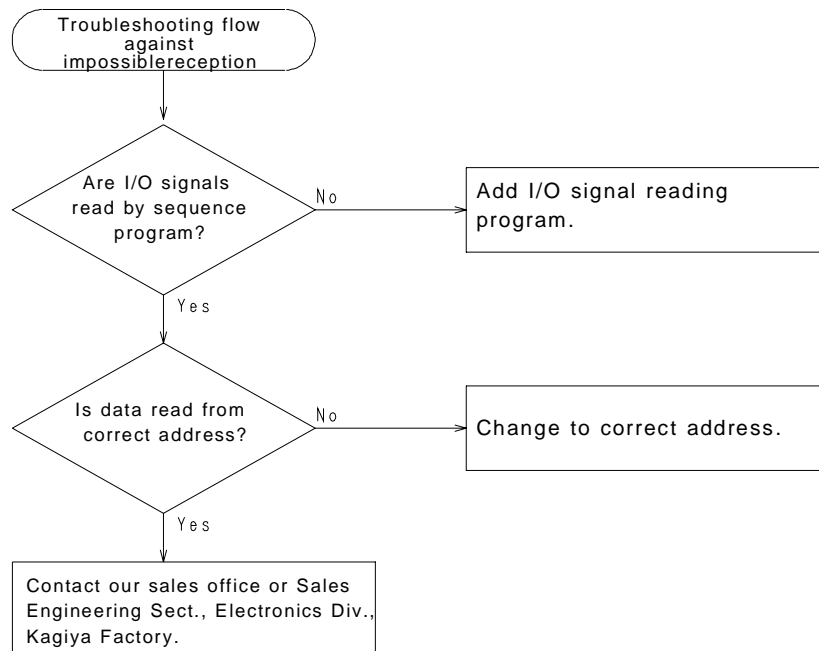 Troubleshooting flow
against
impossiblereception
Are I/O signals
read by sequence
program?
No
Add I/O signal reading
program.
Yes
Is data read from
correct address?
No
Change to correct address.
Yes
Contact our sales office or Sales
Engineering Sect., Electronics Div.,
Kagiya Factory.